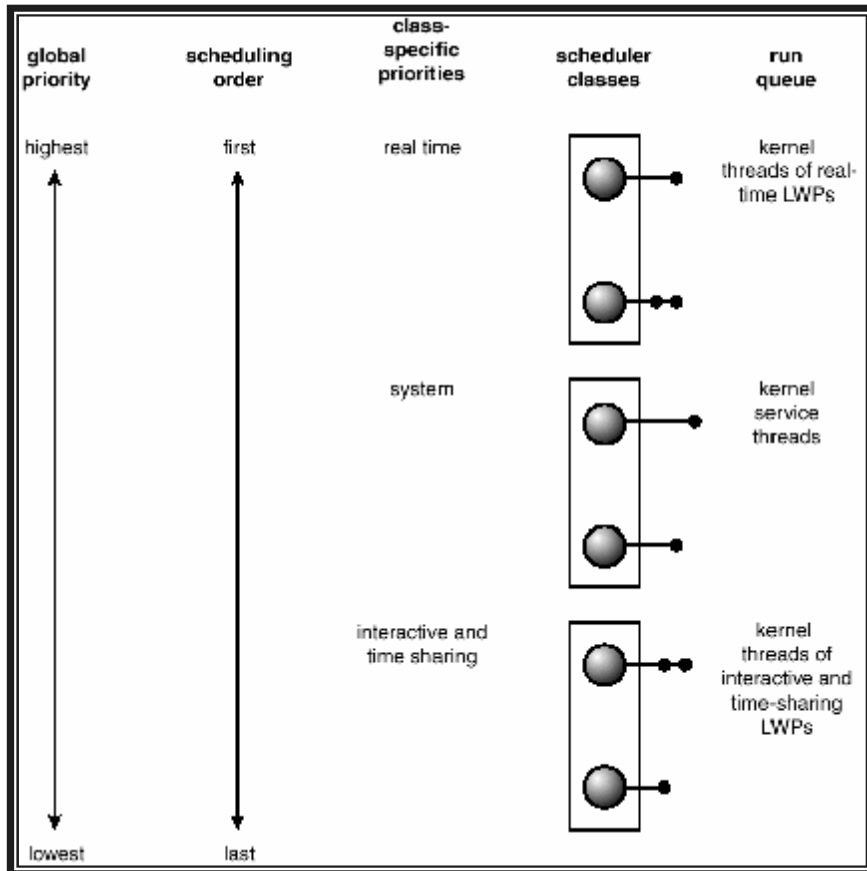 global
priority
scheduling
order
class-
specific
priorities
scheduler
classes
run
queue
highest
first
real time
kernel
threads of real-
time LWPs
system
kernel
service
threads
interactive and
time sharing
kernel
threads of
interactive and
time-sharing
LWPs
lowest
last